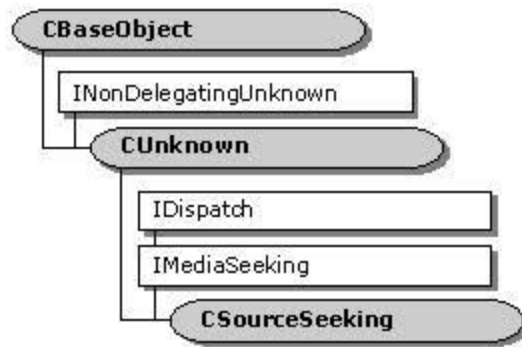 CBaseObject
INonDelegatingUnknown
CUnknown
IDispatch
IMediaSeeking
CSourceSeeking